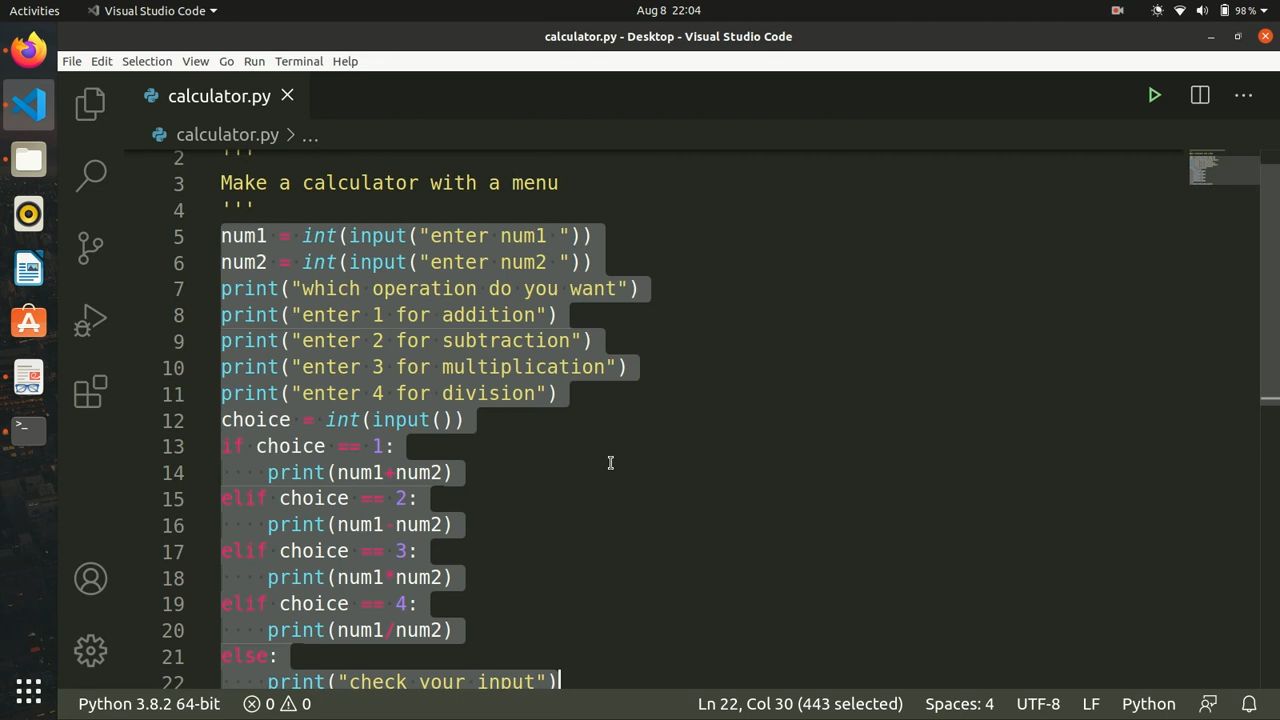 Activities
Visual Studio Code
Aug 8 22:04
98%
calculator.py - Desktop - Visual Studio Code
File Edit Selection View Go Run Terminal Help
calculator.py
calculator.py > ...
2 '''
3 Make a calculator with a menu
4 '''
5 num1 = int(input("enter num1 "))
6 num2 = int(input("enter num2 "))
7 print("which operation do you want")
8 print("enter 1 for addition")
9 print("enter 2 for subtraction")
10 print("enter 3 for multiplication")
11 print("enter 4 for division")
12 choice = int(input())
13 if choice == 1:
14     print(num1+num2)
15 elif choice == 2:
16     print(num1-num2)
17 elif choice == 3:
18     print(num1*num2)
19 elif choice == 4:
20     print(num1/num2)
21 else:
22     print("check your input")
Python 3.8.2 64-bit
0
0
Ln 22, Col 30 (443 selected)
Spaces: 4
UTF-8
LF
Python